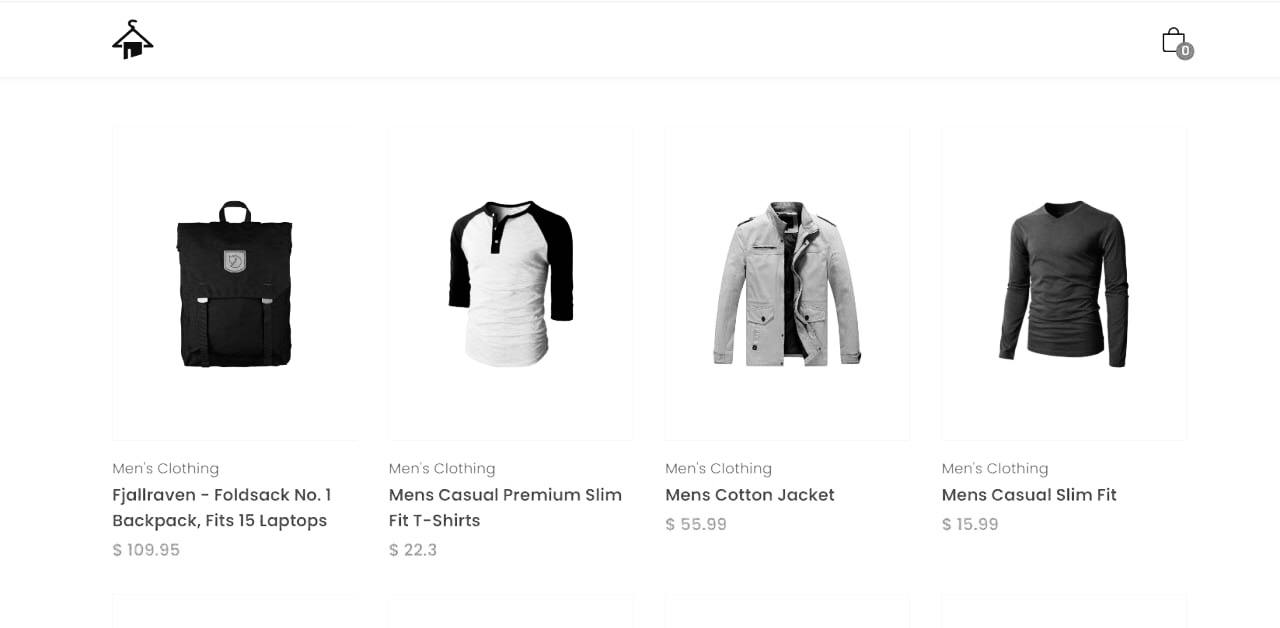 0
Men's Clothing
Fjallraven - Foldsack No. 1
Backpack, Fits 15 Laptops
$ 109.95
Men's Clothing
Mens Casual Premium Slim
Fit T-Shirts
$ 22.3
Men's Clothing
Mens Cotton Jacket
$ 55.99
Men's Clothing
Mens Casual Slim Fit
$ 15.99